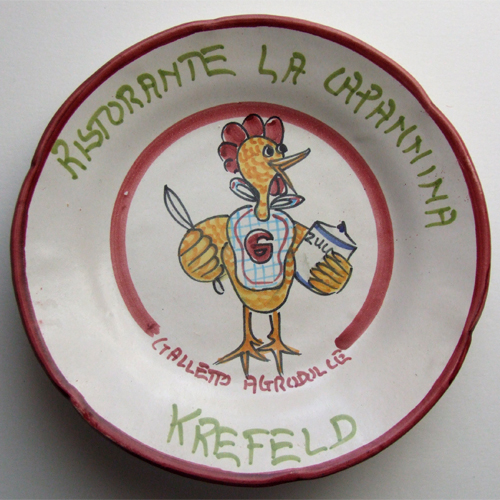 RISTORANTE LA CAPANNINA
G
GALLETTO AGRODOLCE
KREFELD